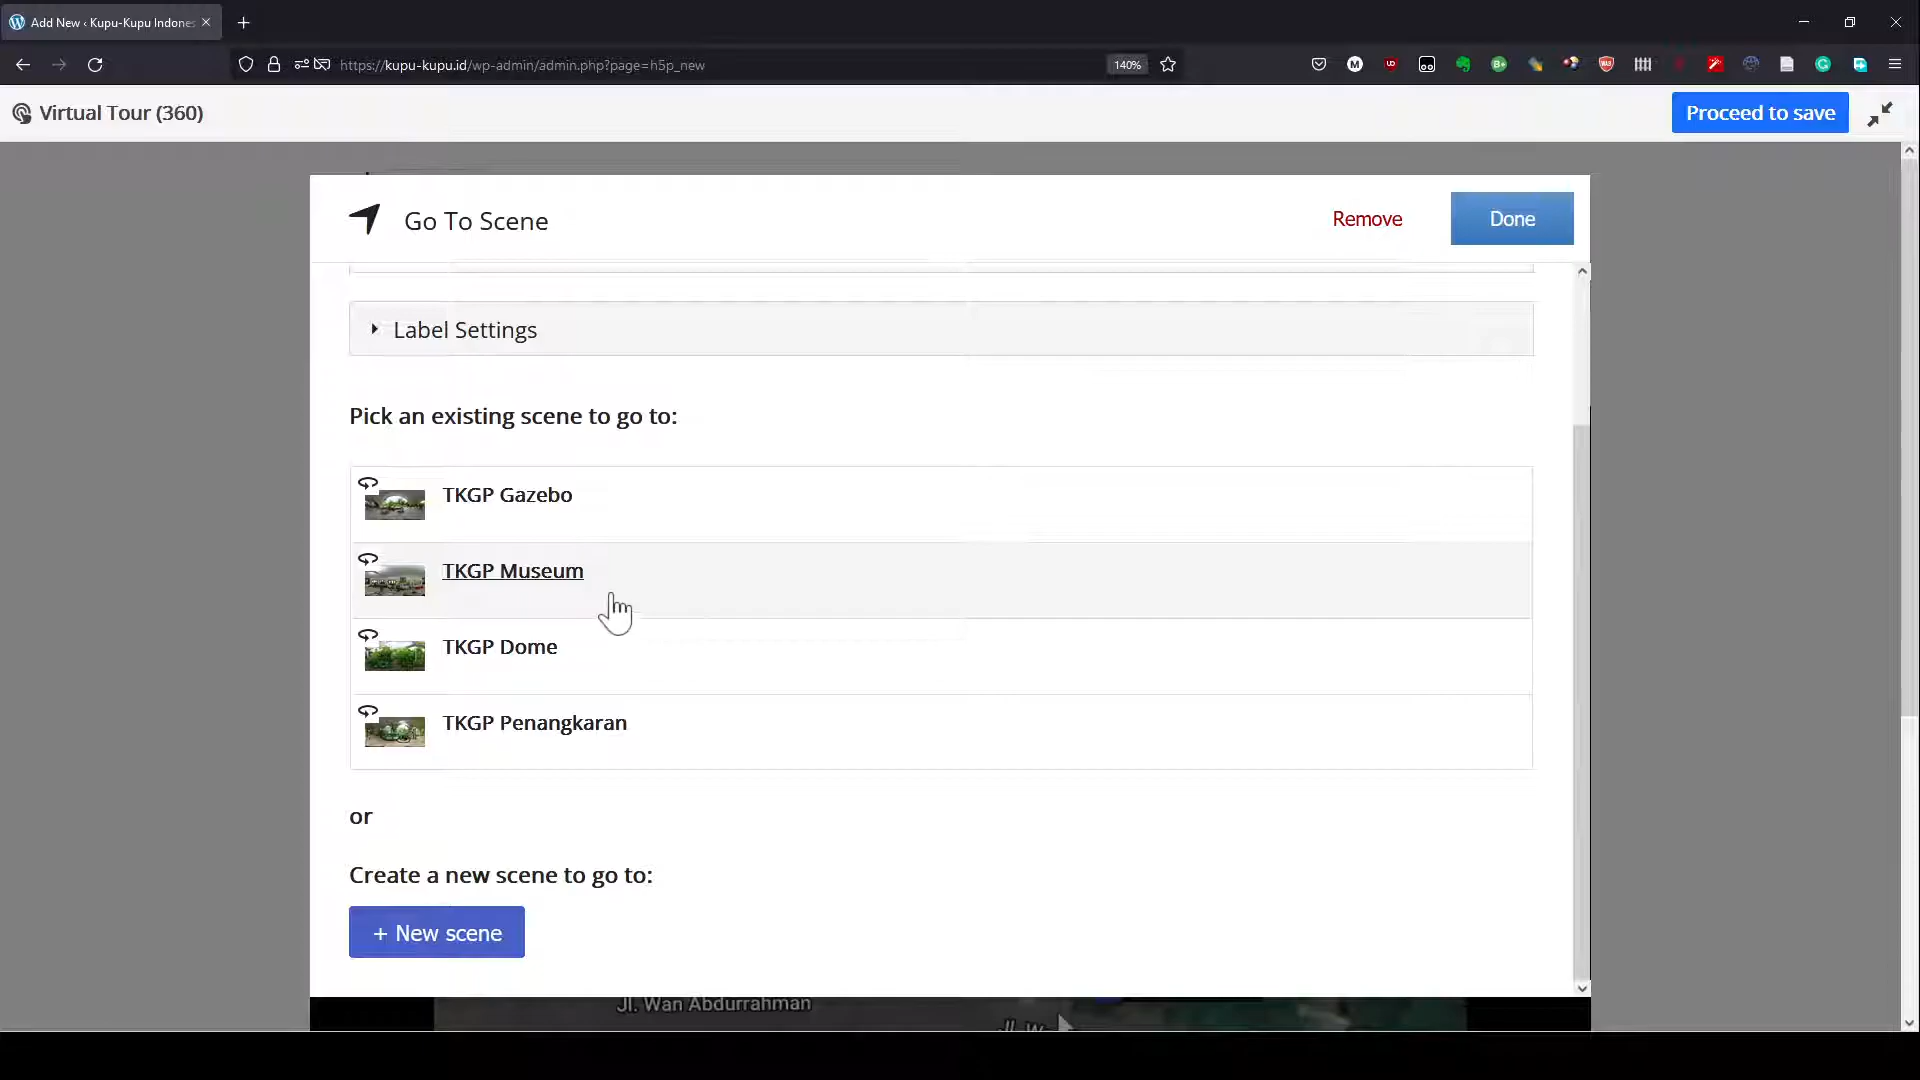 Add New ‹ Kupu-Kupu Indones
https://kupu-kupu.id/wp-admin/admin.php?page=h5p_new
140%
Virtual Tour (360)
Proceed to save
Go To Scene
Remove
Done
Label Settings
Pick an existing scene to go to:
TKGP Gazebo
TKGP Museum
TKGP Dome
TKGP Penangkaran
or
Create a new scene to go to:
+ New scene
Jl. Wan Abdurrahman